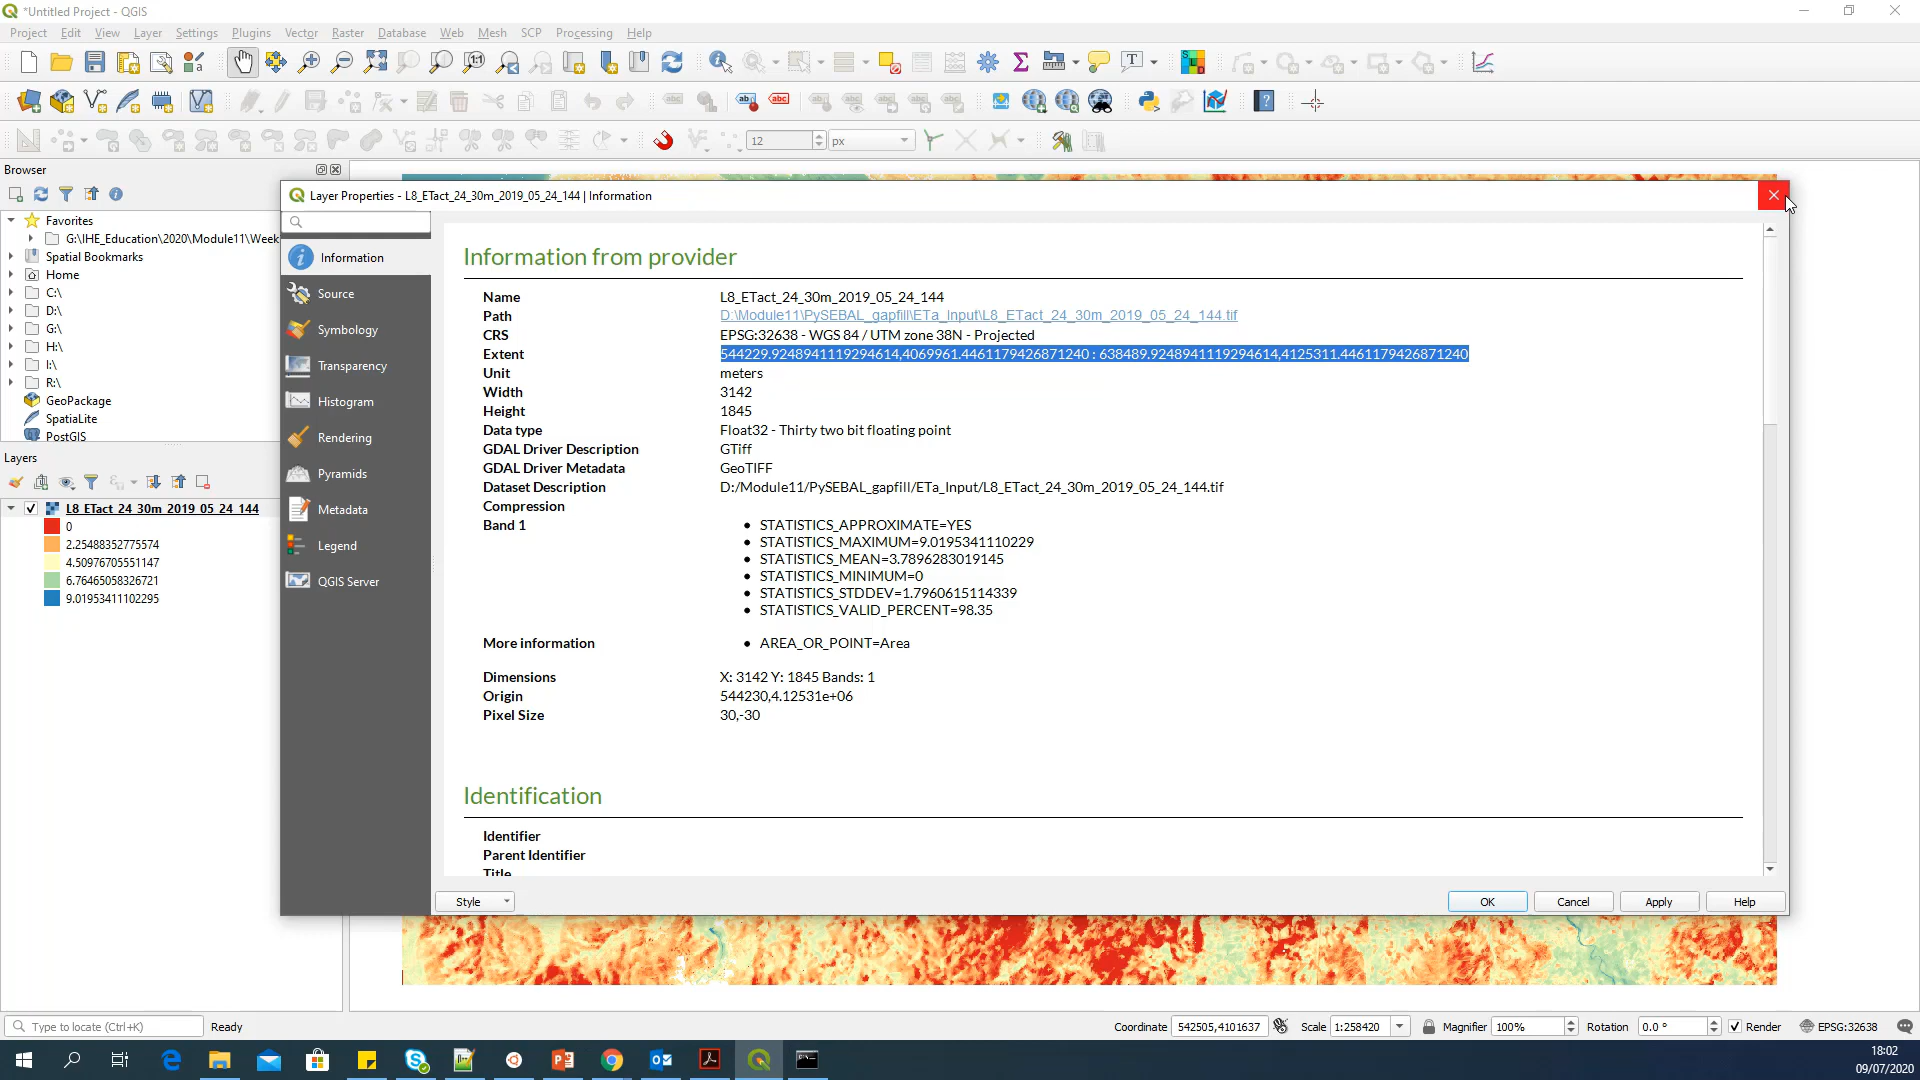 *Untitled Project - QGIS
Project Edit View Layer Settings Plugins Vector Raster Database Web Mesh SCP Processing Help
12 px
Browser
Favorites
G:\IHE_Education\2020\Module11\Week
Spatial Bookmarks
Home
C:\
D:\
G:\
H:\
I:\
R:\
GeoPackage
SpatiaLite
PostGIS
Layers
L8_ETact_24_30m_2019_05_24_144
0
2.25488352775574
4.50976705551147
6.76465058326721
9.01953411102295
Layer Properties - L8_ETact_24_30m_2019_05_24_144 | Information
Information
Source
Symbology
Transparency
Histogram
Rendering
Pyramids
Metadata
Legend
QGIS Server
Information from provider
Name L8_ETact_24_30m_2019_05_24_144
Path D:\Module11\PySEBAL_gapfill\ETa_Input\L8_ETact_24_30m_2019_05_24_144.tif
CRS EPSG:32638 - WGS 84 / UTM zone 38N - Projected
Extent 544229.9248941119294614,4069961.4461179426871240 : 638489.9248941119294614,4125311.4461179426871240
Unit meters
Width 3142
Height 1845
Data type Float32 - Thirty two bit floating point
GDAL Driver Description GTiff
GDAL Driver Metadata GeoTIFF
Dataset Description D:/Module11/PySEBAL_gapfill/ETa_Input/L8_ETact_24_30m_2019_05_24_144.tif
Compression
Band 1 • STATISTICS_APPROXIMATE=YES
• STATISTICS_MAXIMUM=9.0195341110229
• STATISTICS_MEAN=3.7896283019145
• STATISTICS_MINIMUM=0
• STATISTICS_STDDEV=1.7960615114339
• STATISTICS_VALID_PERCENT=98.35
More information • AREA_OR_POINT=Area
Dimensions X: 3142 Y: 1845 Bands: 1
Origin 544230,4.12531e+06
Pixel Size 30,-30
Identification
Identifier
Parent Identifier
Title
Style OK Cancel Apply Help
Type to locate (Ctrl+K) Ready Coordinate 542505,4101637 Scale 1:258420 Magnifier 100% Rotation 0.0 ° Render EPSG:32638
18:02
09/07/2020